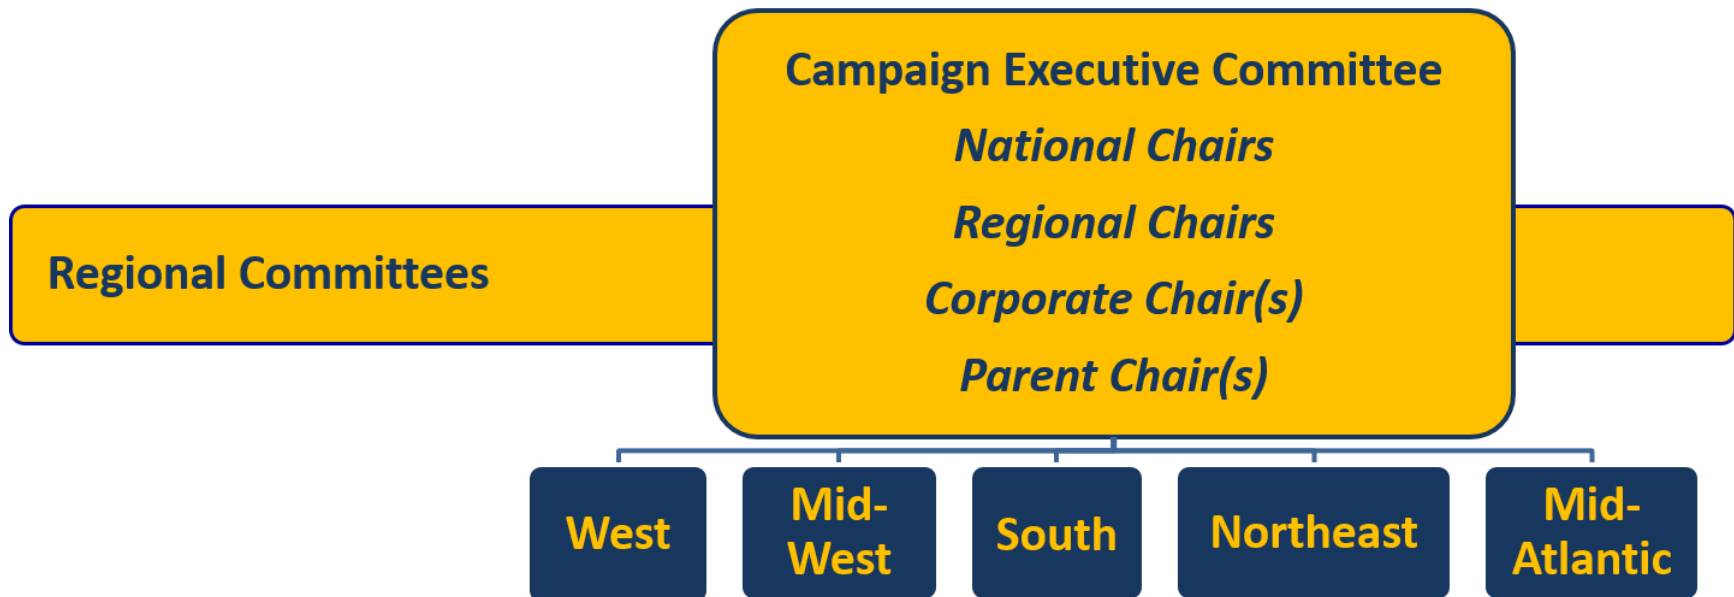 Campaign Executive Committee
National Chairs
Regional Chairs
Corporate Chair(s)
Parent Chair(s)
Regional Committees
West
Mid-
West
South
Northeast
Mid-
Atlantic